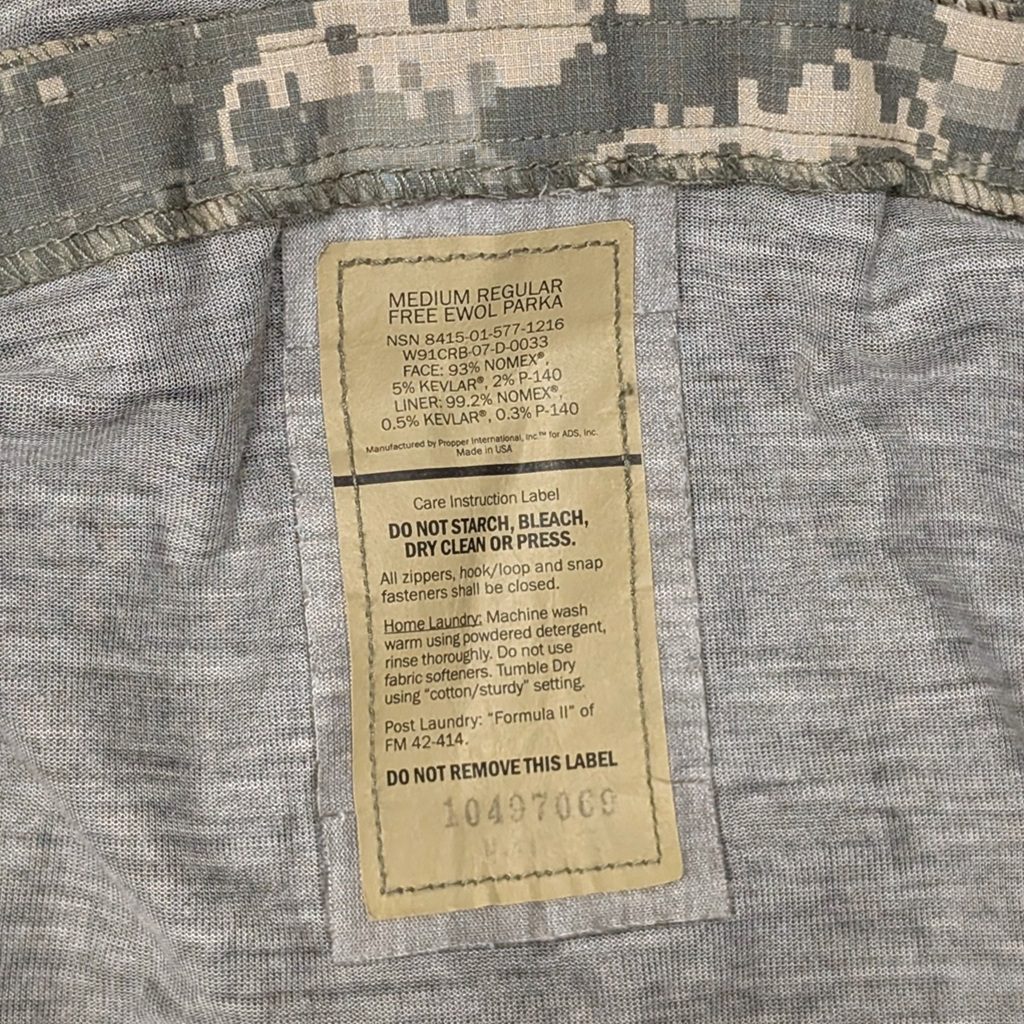 MEDIUM REGULAR
FREE EWOL PARKA
NSN 8415-01-577-1216
W91CRB-07-D-0033
FACE: 93% NOMEX®,
5% KEVLAR®, 2% P-140
LINER: 99.2% NOMEX®,
0.5% KEVLAR®, 0.3% P-140
Manufactured by Propper International, Inc.™ for ADS, Inc.
Made in USA
Care Instruction Label
DO NOT STARCH, BLEACH,
DRY CLEAN OR PRESS.
All zippers, hook/loop and snap
fasteners shall be closed.
Home Laundry: Machine wash
warm using powdered detergent,
rinse thoroughly. Do not use
fabric softeners. Tumble Dry
using "cotton/sturdy" setting.
Post Laundry: "Formula II" of
FM 42-414.
DO NOT REMOVE THIS LABEL
10497069